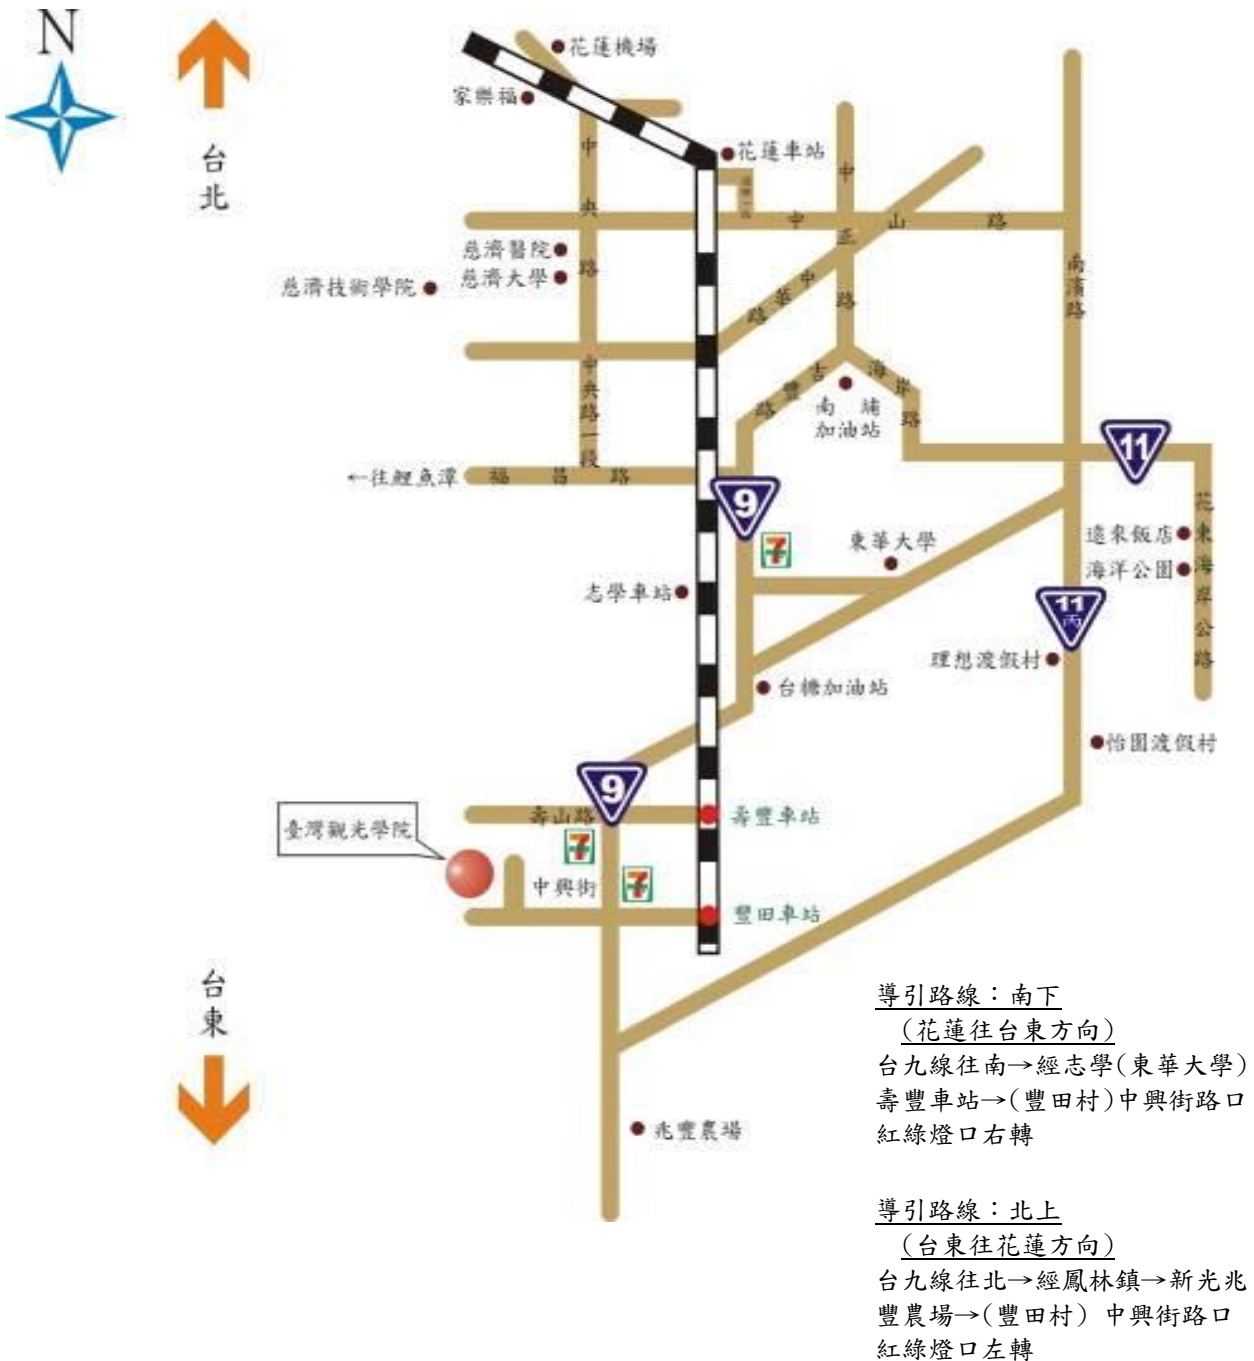 N
台北
花蓮機場
家樂福
花蓮車站
中央路
中山路
中正路
慈濟醫院
慈濟大學
慈濟技術學院
中華路
南濱路
中央路一段
吉豐路
海岸路
南埔
加油站
←往鯉魚潭
福昌路
9
11
7
東華大學
遠來飯店
海洋公園
花東海岸公路
志學車站
11
丙
理想渡假村
台糖加油站
怡園渡假村
9
壽山路
壽豐車站
臺灣觀光學院
7
中興街
7
豐田車站
台東
兆豐農場
導引路線：南下
(花蓮往台東方向)
台九線往南→經志學(東華大學)
壽豐車站→(豐田村)中興街路口
紅綠燈口右轉
導引路線：北上
(台東往花蓮方向)
台九線往北→經鳳林鎮→新光兆
豐農場→(豐田村) 中興街路口
紅綠燈口左轉